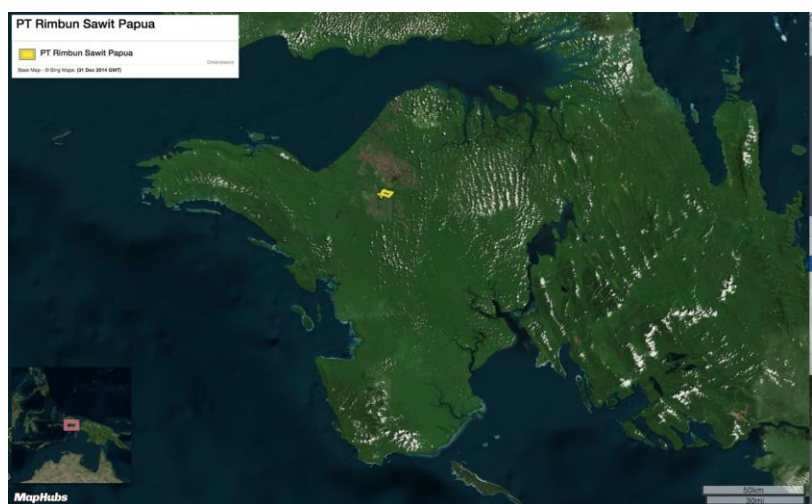 PT Rimbun Sawit Papua
PT Rimbun Sawit Papua
Greenpeace
Base Map - © Bing Maps: (31 Dec 2014 GMT)
MapHubs
50km
30mi